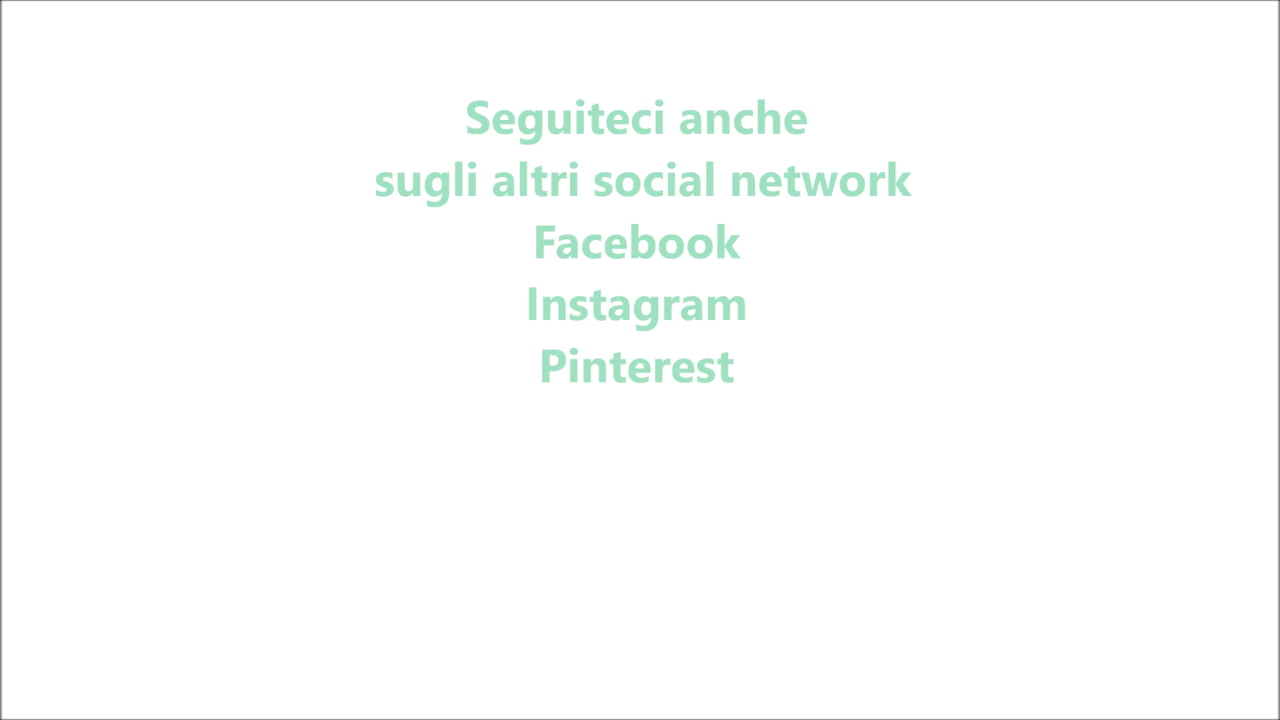 Seguiteci anche
sugli altri social network
Facebook
Instagram
Pinterest